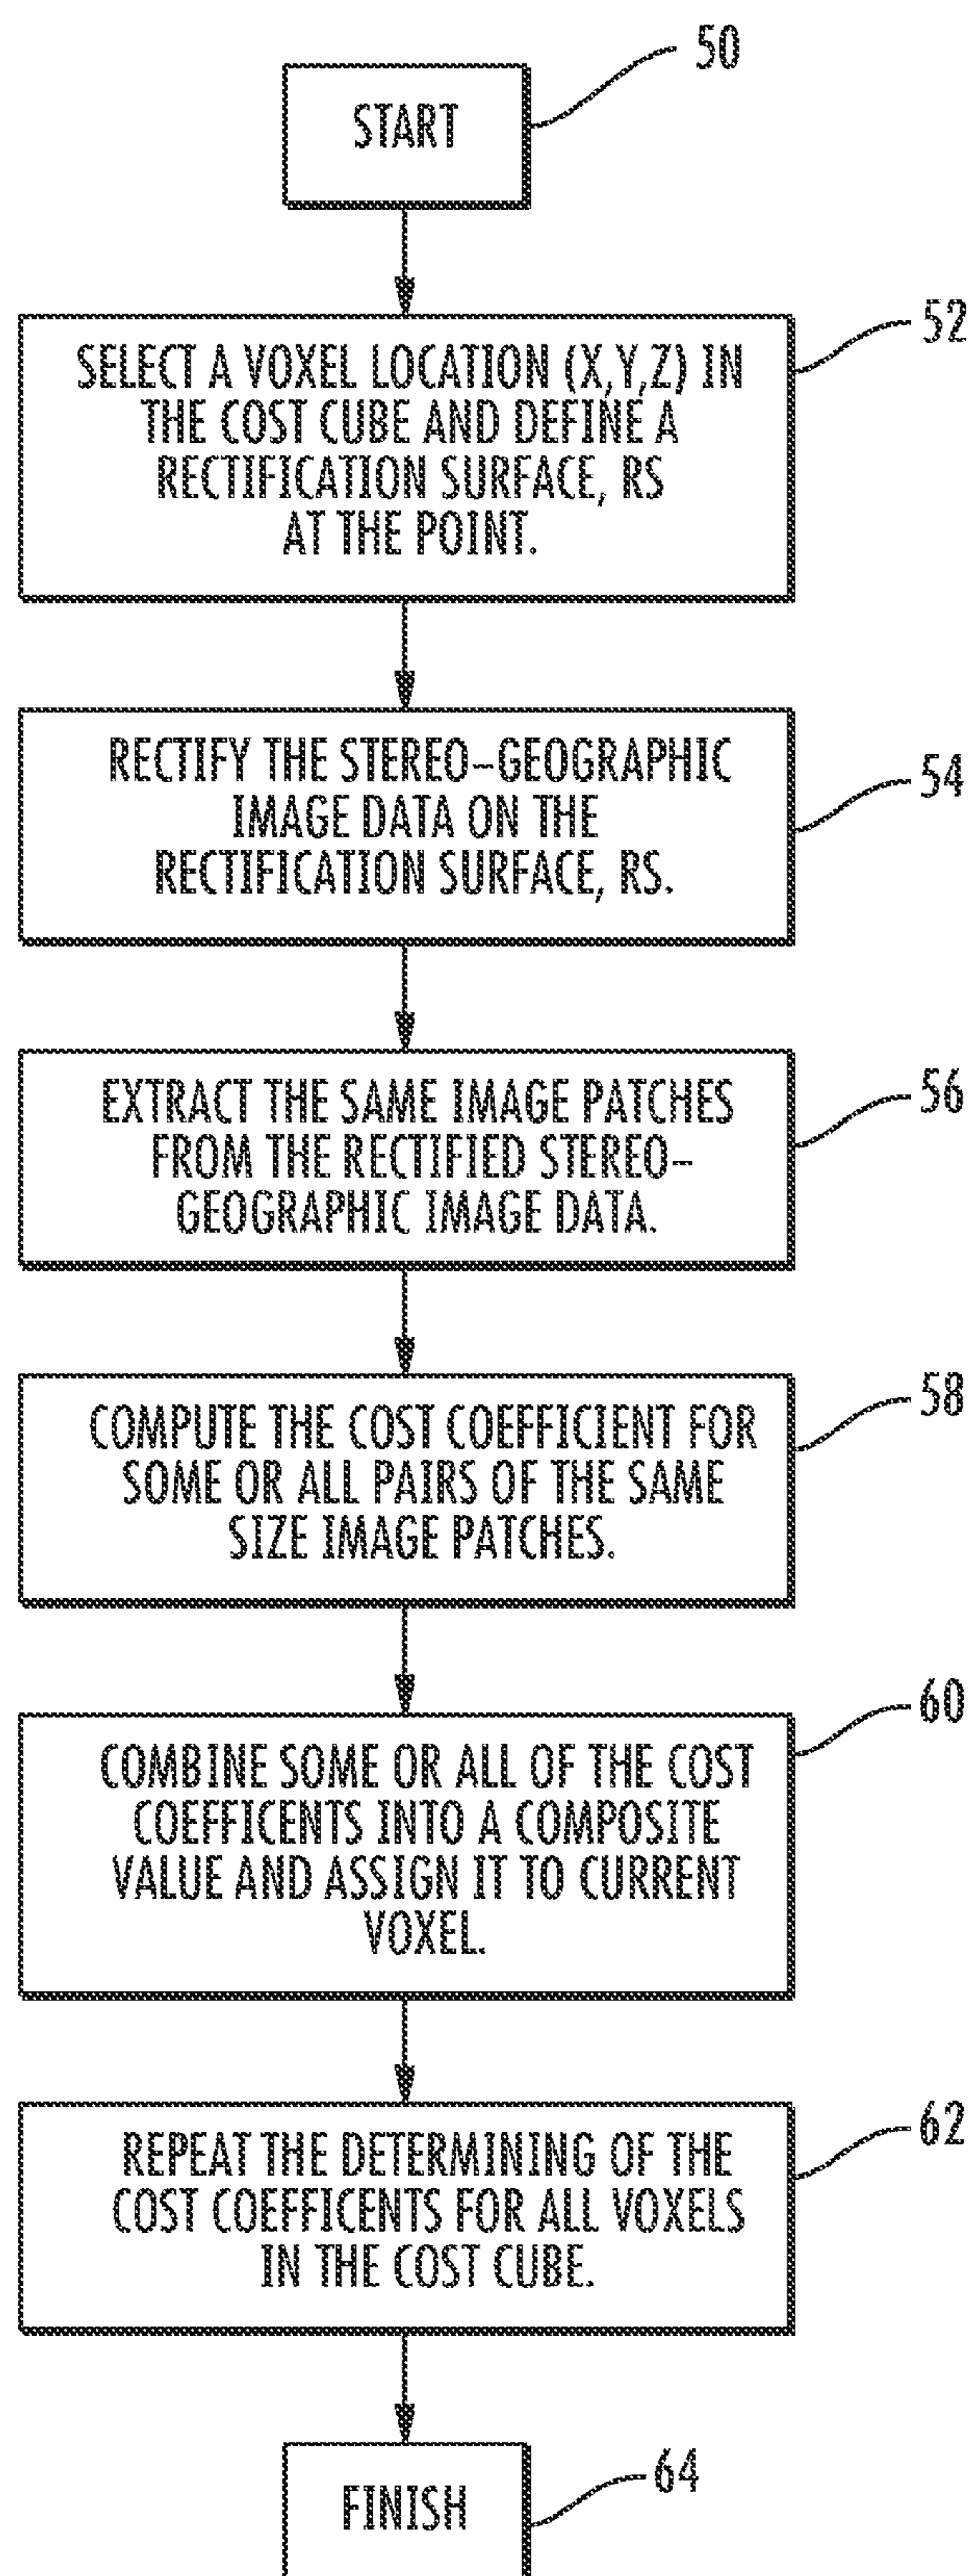 50
START
52
SELECT A VOXEL LOCATION (X,Y,Z) IN
THE COST CUBE AND DEFINE A
RECTIFICATION SURFACE, RS
AT THE POINT.
54
RECTIFY THE STEREO-GEOGRAPHIC
IMAGE DATA ON THE
RECTIFICATION SURFACE, RS.
56
EXTRACT THE SAME IMAGE PATCHES
FROM THE RECTIFIED STEREO-
GEOGRAPHIC IMAGE DATA.
58
COMPUTE THE COST COEFFICIENT FOR
SOME OR ALL PAIRS OF THE SAME
SIZE IMAGE PATCHES.
60
COMBINE SOME OR ALL OF THE COST
COEFFICENTS INTO A COMPOSITE
VALUE AND ASSIGN IT TO CURRENT
VOXEL.
62
REPEAT THE DETERMINING OF THE
COST COEFFICENTS FOR ALL VOXELS
IN THE COST CUBE.
64
FINISH